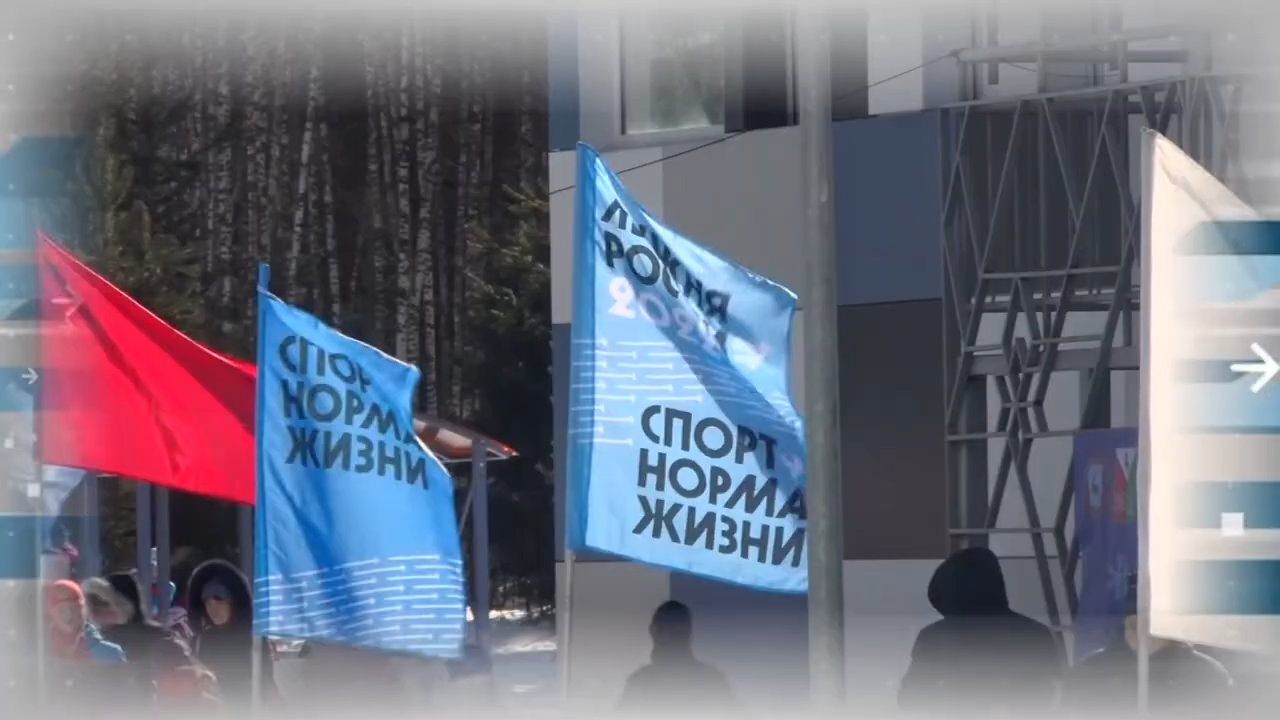 СПОРТ
НОРМА
ЖИЗНИ
РОССИЯ
СПОРТ
НОРМА
ЖИЗНИ